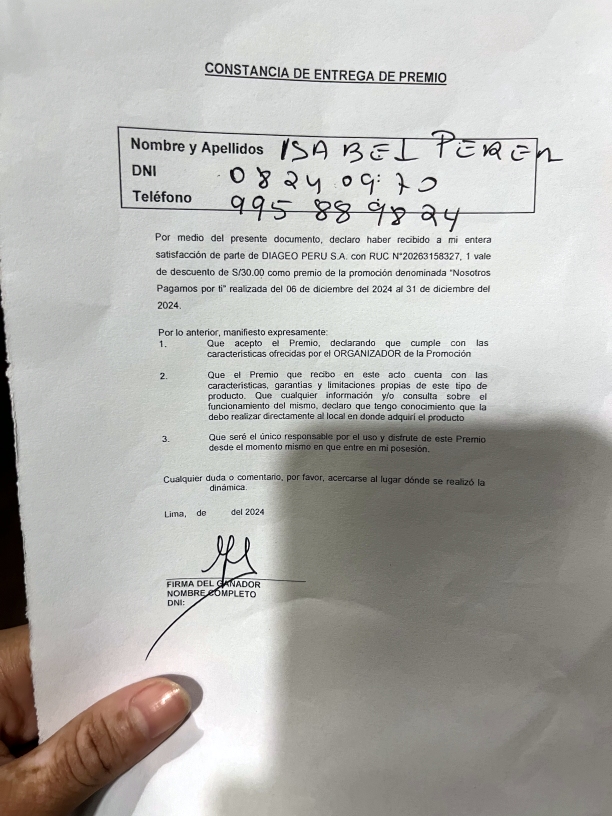 CONSTANCIA DE ENTREGA DE PREMIO
Nombre y Apellidos ISABEL PEREZ
DNI 08240970
Teléfono 995 889824
Por medio del presente documento, declaro haber recibido a mi entera
satisfacción de parte de DIAGEO PERU S.A. con RUC N°20263158327, 1 vale
de descuento de S/30.00 como premio de la promoción denominada "Nosotros
Pagamos por ti" realizada del 06 de diciembre del 2024 al 31 de diciembre del
2024.
Por lo anterior, manifiesto expresamente:
1. Que acepto el Premio, declarando que cumple con las
características ofrecidas por el ORGANIZADOR de la Promoción
2. Que el Premio que recibo en este acto cuenta con las
características, garantías y limitaciones propias de este tipo de
producto. Que cualquier información y/o consulta sobre el
funcionamiento del mismo, declaro que tengo conocimiento que la
debo realizar directamente al local en donde adquirí el producto
3. Que seré el único responsable por el uso y disfrute de este Premio
desde el momento mismo en que entre en mi posesión.
Cualquier duda o comentario, por favor, acercarse al lugar dónde se realizó la
dinámica.
Lima, de del 2024
FIRMA DEL GANADOR
NOMBRE COMPLETO
DNI: